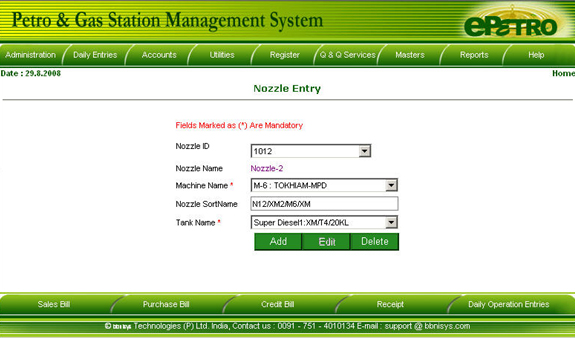 Petro & Gas Station Management System
ePetro
Administration Daily Entries Accounts Utilities Register Q & Q Services Masters Reports Help
Date : 29.8.2008 Home
Nozzle Entry
Fields Marked as (*) Are Mandatory
Nozzle ID 1012
Nozzle Name Nozzle-2
Machine Name * M-6 : TOKHIAM-MPD
Nozzle SortName N12/XM2/M6/XM
Tank Name * Super Diesel1:XM/T4/20KL
Add Edit Delete
Sales Bill Purchase Bill Credit Bill Receipt Daily Operation Entries
© bbnisys Technologies (P) Ltd. India, Contact us : 0091 - 751 - 4010134 E-mail : support @ bbnisys.com